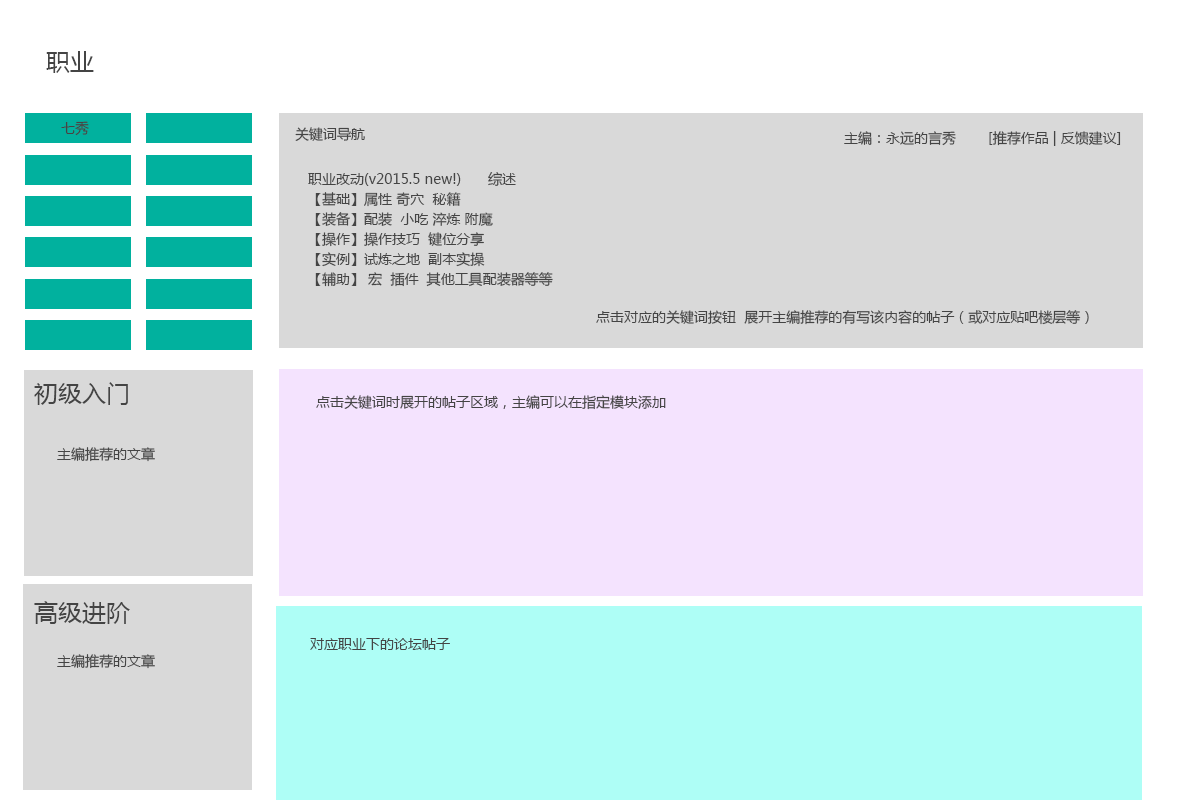 职业
七秀
关键词导航
主编：永远的言秀 [推荐作品 | 反馈建议]
职业改动(v2015.5 new!) 综述
【基础】属性 奇穴 秘籍
【装备】配装 小吃 淬炼 附魔
【操作】操作技巧 键位分享
【实例】试炼之地 副本实操
【辅助】 宏 插件 其他工具配装器等等
点击对应的关键词按钮 展开主编推荐的有写该内容的帖子（或对应贴吧楼层等）
初级入门
主编推荐的文章
点击关键词时展开的帖子区域，主编可以在指定模块添加
高级进阶
主编推荐的文章
对应职业下的论坛帖子